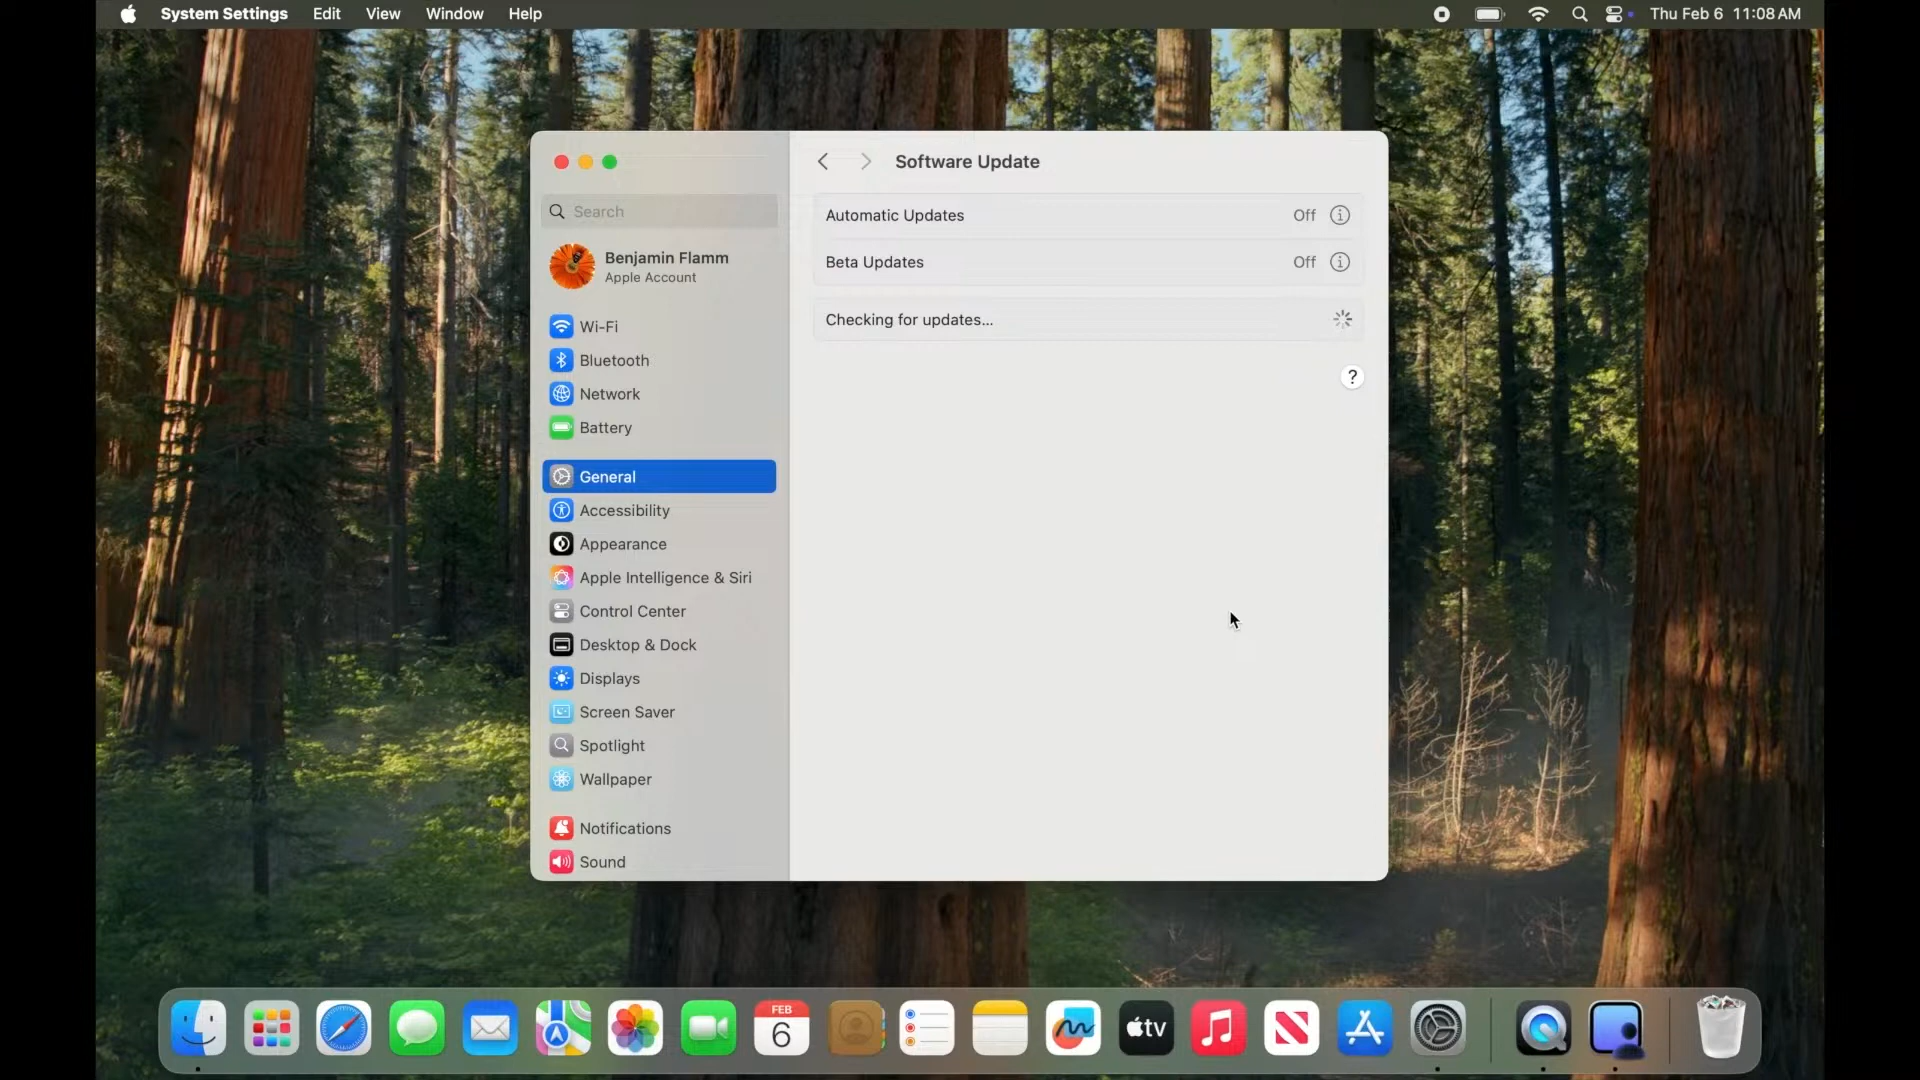 System Settings Edit View Window Help Thu Feb 6 11:08 AM
Software Update
Search
Benjamin Flamm
Apple Account
Wi-Fi
Bluetooth
Network
Battery
General
Accessibility
Appearance
Apple Intelligence & Siri
Control Center
Desktop & Dock
Displays
Screen Saver
Spotlight
Wallpaper
Notifications
Sound
Automatic Updates Off
Beta Updates Off
Checking for updates...
?
FEB
6
tv